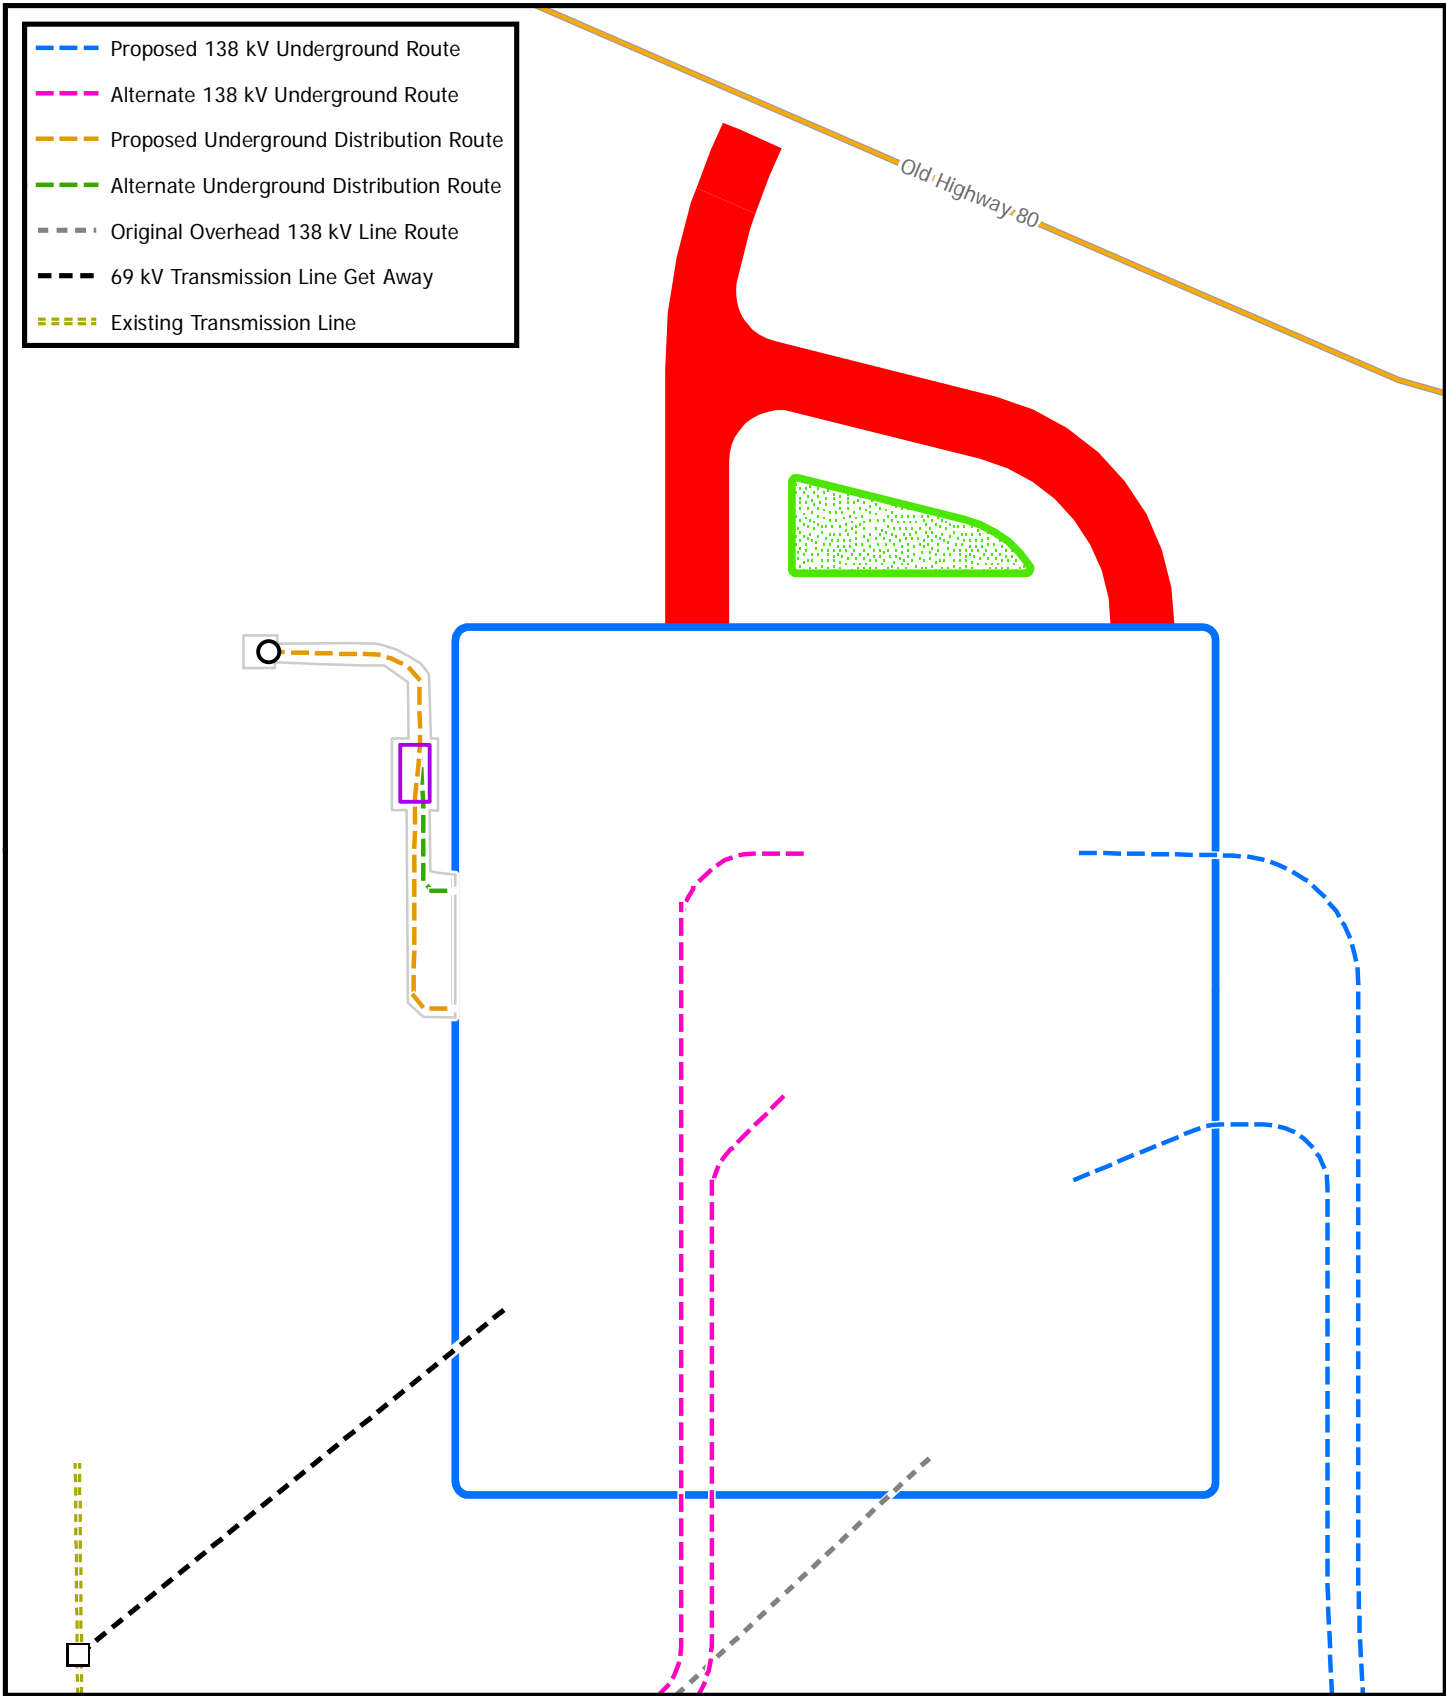 Proposed 138 kV Underground Route
Alternate 138 kV Underground Route
Proposed Underground Distribution Route
Alternate Underground Distribution Route
Original Overhead 138 kV Line Route
69 kV Transmission Line Get Away
Existing Transmission Line
Old Highway 80